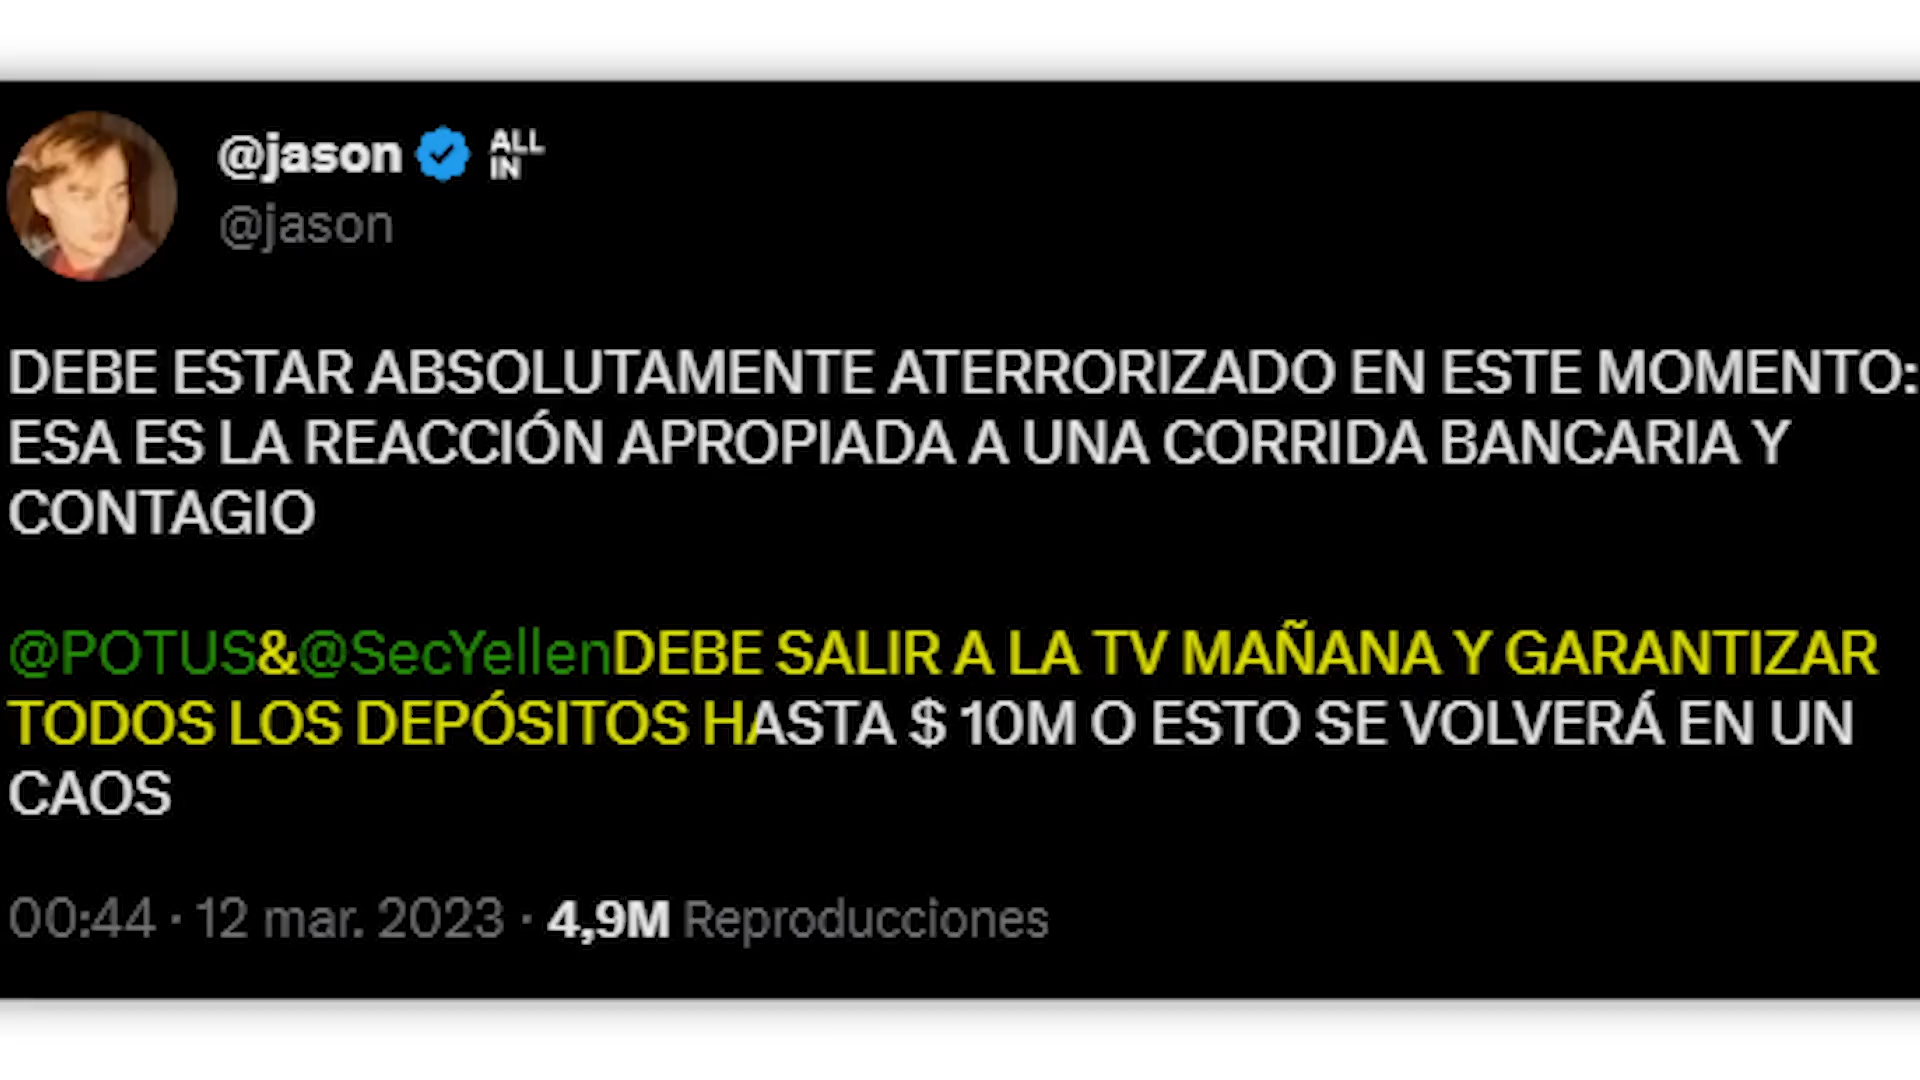 @jason ALL IN
@jason
DEBE ESTAR ABSOLUTAMENTE ATERRORIZADO EN ESTE MOMENTO:
ESA ES LA REACCIÓN APROPIADA A UNA CORRIDA BANCARIA Y
CONTAGIO
@POTUS&@SecYellenDEBE SALIR A LA TV MAÑANA Y GARANTIZAR
TODOS LOS DEPÓSITOS HASTA $ 10M O ESTO SE VOLVERÁ EN UN
CAOS
00:44 · 12 mar. 2023 · 4,9M Reproducciones